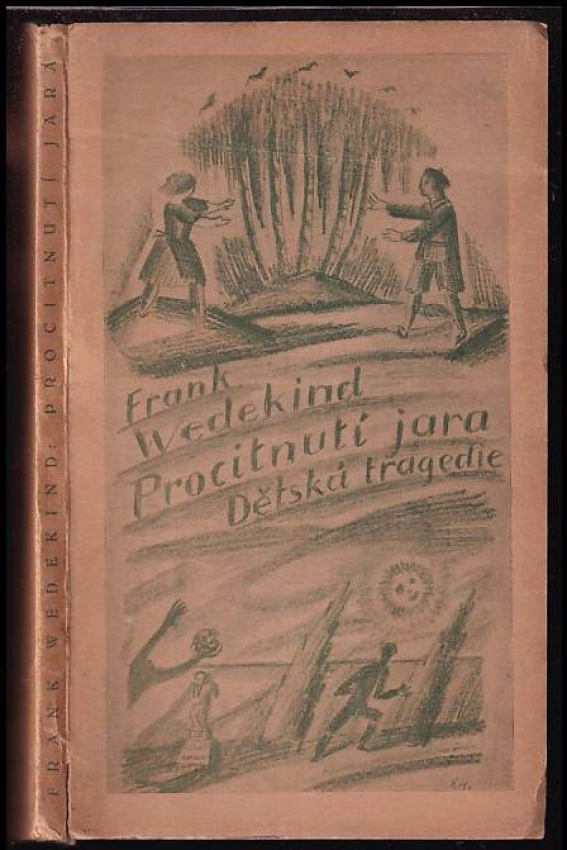 FRANK WEDEKIND: PROCITNUTÍ JARA
Frank
Wedekind
Procitnutí jara
Dětská tragedie